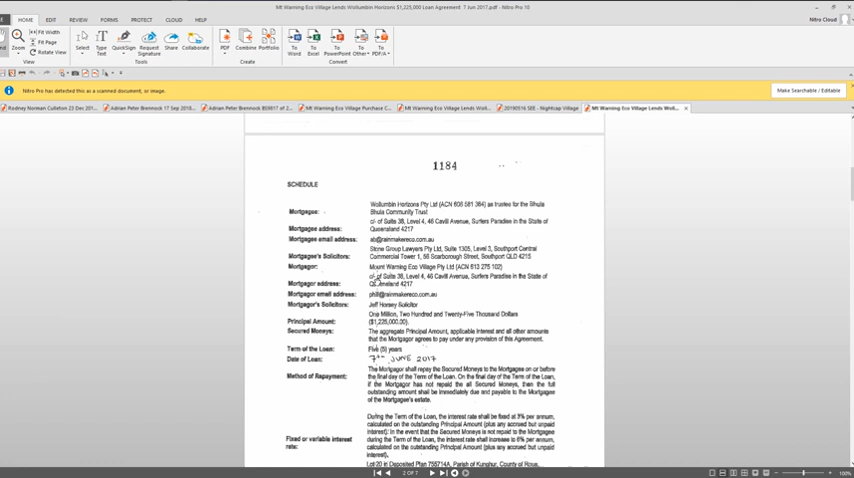 Mt Warning Eco Village Lends Wollumbin Horizons $1,225,000 Loan Agreement 7 Jun 2017.pdf - Nitro Pro 10
HOME EDIT REVIEW FORMS PROTECT CLOUD HELP
Nitro Cloud
Zoom
Fit Width
Fit Page
Rotate View
Select
Type Text
QuickSign
Request Signature
Share
Collaborate
PDF
Combine
Portfolio
To Word
To Excel
To PowerPoint
To Other
To PDF/A
View Tools Create Convert
Nitro Pro has detected this as a scanned document, or image.
Make Searchable / Editable
Rodney Norman Culleton 23 Dec 201...
Adrian Peter Brennock 17 Sep 2018...
Adrian Peter Brennock BS9817 of 2...
Mt Warning Eco Village Purchase C...
Mt Warning Eco Village Lends Woll...
20190516 SEE - Nightcap Village
Mt Warning Eco Village Lends Woll...
1184
SCHEDULE
Mortgagee: Wollumbin Horizons Pty Ltd (ACN 606 581 364) as trustee for the Bhula
Bhula Community Trust
Mortgagee address: c/- of Suite 38, Level 4, 46 Cavill Avenue, Surfers Paradise in the State of
Queensland 4217
Mortgagee email address: ab@rainmakereco.com.au
Mortgagee's Solicitors: Stone Group Lawyers Pty Ltd, Suite 1305, Level 3, Southport Central
Commercial Tower 1, 56 Scarborough Street, Southport QLD 4215
Mortgagor: Mount Warning Eco Village Pty Ltd (ACN 613 275 102)
Mortgagor address: c/- of Suite 38, Level 4, 46 Cavill Avenue, Surfers Paradise in the State of
Queensland 4217
Mortgagor email address: phill@rainmakereco.com.au
Mortgagor's Solicitors: Jeff Horsey Solicitor
Principal Amount: One Million, Two Hundred and Twenty-Five Thousand Dollars
($1,225,000.00).
Secured Moneys: The aggregate Principal Amount, applicable interest and all other amounts
that the Mortgagor agrees to pay under any provision of this Agreement.
Term of the Loan: Five (5) years
Date of Loan: 7TH JUNE 2017
Method of Repayment: The Mortgagor shall repay the Secured Moneys to the Mortgagee on or before
the final day of the Term of the Loan. On the final day of the Term of the Loan,
if the Mortgagor has not repaid the all Secured Moneys, then the full
outstanding amount shall be immediately due and payable to the Mortgagee
of the Mortgagee's estate.
During the Term of the Loan, the interest rate shall be fixed at 3% per annum,
calculated on the outstanding Principal Amount (plus any accrued but unpaid
interest). In the event that the Secured Moneys is not repaid to the Mortgagee
Fixed or variable interest rate: during the Term of the Loan, the interest rate shall increase to 6% per annum,
calculated on the outstanding Principal Amount (plus any accrued but unpaid
interest).
Lot 20 in Deposited Plan 755714A, Parish of Kunghur, County of Rous,
2 OF 7
100%